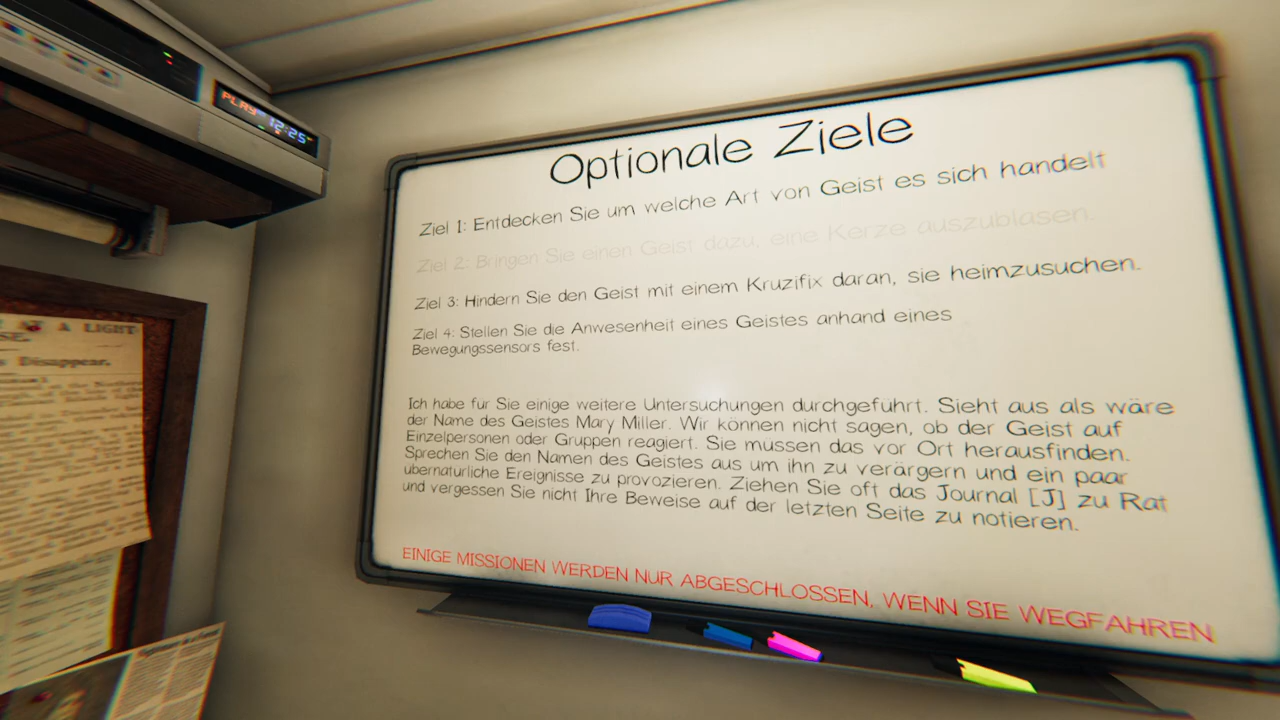 PLAY 12:25
Optionale Ziele
Ziel 1: Entdecken Sie um welche Art von Geist es sich handelt
Ziel 2: Bringen Sie einen Geist dazu, eine Kerze auszublasen.
Ziel 3: Hindern Sie den Geist mit einem Kruzifix daran, sie heimzusuchen.
Ziel 4: Stellen Sie die Anwesenheit eines Geistes anhand eines
Bewegungssensors fest.
Ich habe für Sie einige weitere Untersuchungen durchgeführt. Sieht aus als wäre
der Name des Geistes Mary Miller. Wir können nicht sagen, ob der Geist auf
Einzelpersonen oder Gruppen reagiert. Sie müssen das vor Ort herausfinden.
Sprechen Sie den Namen des Geistes aus um ihn zu verärgern und ein paar
übernatürliche Ereignisse zu provozieren. Ziehen Sie oft das Journal [J] zu Rat
und vergessen Sie nicht Ihre Beweise auf der letzten Seite zu notieren.
EINIGE MISSIONEN WERDEN NUR ABGESCHLOSSEN, WENN SIE WEGFAHREN
AT A LIGHT
Disappear.